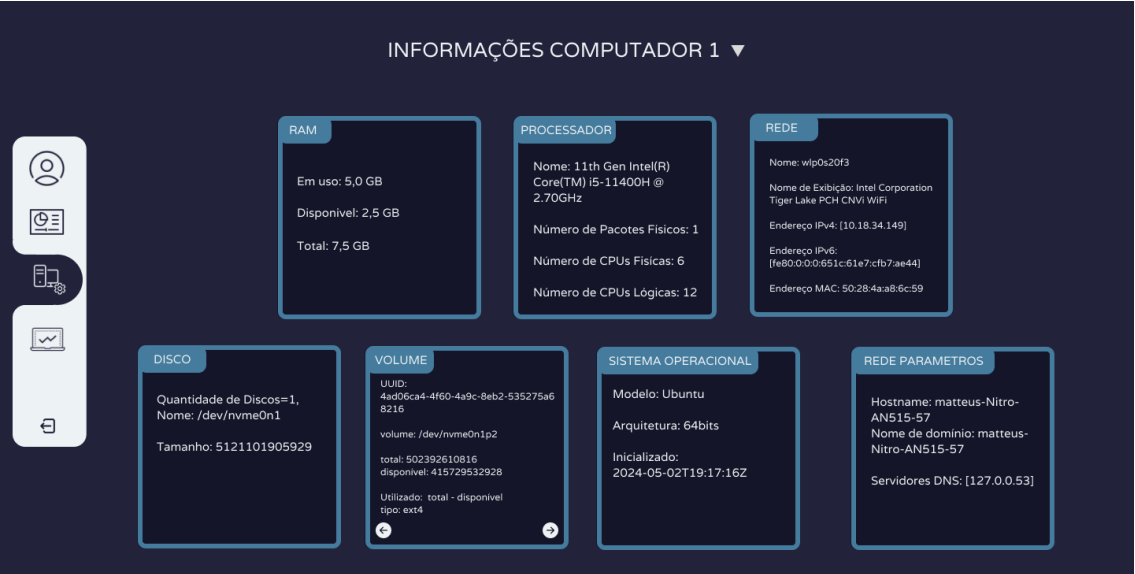 INFORMAÇÕES COMPUTADOR 1 ▼
RAM
Em uso: 5,0 GB
Disponivel: 2,5 GB
Total: 7,5 GB
PROCESSADOR
Nome: 11th Gen Intel(R)
Core(TM) i5-11400H @
2.70GHz
Número de Pacotes Físicos: 1
Número de CPUs Fisicas: 6
Número de CPUs Lógicas: 12
REDE
Nome: wlp0s20f3
Nome de Exibição: Intel Corporation
Tiger Lake PCH CNVi WiFi
Endereço IPv4: [10.18.34.149]
Endereço IPv6:
[fe80:0:0:0:651c:61e7:cfb7:ae44]
Endereço MAC: 50:28:4a:a8:6c:59
DISCO
Quantidade de Discos=1,
Nome: /dev/nvme0n1
Tamanho: 5121101905929
VOLUME
UUID:
4ad06ca4-4f60-4a9c-8eb2-535275a6
8216
volume: /dev/nvme0n1p2
total: 502392610816
disponível: 415729532928
Utilizado:  total - disponível
tipo: ext4
SISTEMA OPERACIONAL
Modelo: Ubuntu
Arquitetura: 64bits
Inicializado:
2024-05-02T19:17:16Z
REDE PARAMETROS
Hostname: matteus-Nitro-
AN515-57
Nome de domínio: matteus-
Nitro-AN515-57
Servidores DNS: [127.0.0.53]